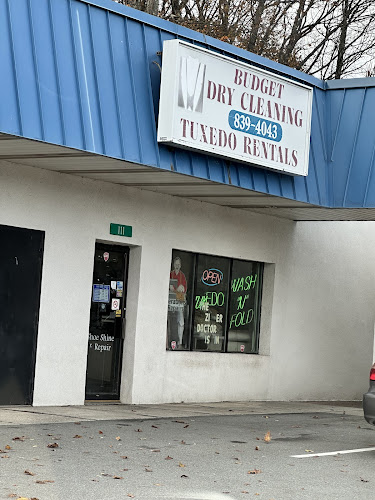 BUDGET
DRY CLEANING
839-4043
TUXEDO RENTALS
111
OPEN
WASH
"N"
FOLD
DOCTOR
IS IN
Shoe Shine
Repair